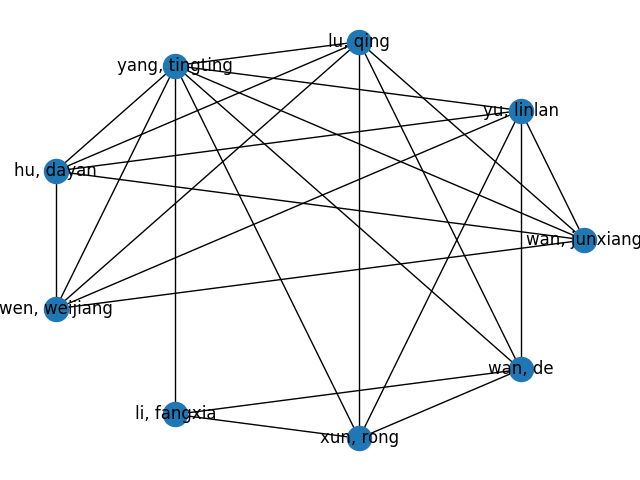 lu, qing
yang, tingting
yu, linlan
hu, dayan
wan, junxiang
wen, weijiang
wan, de
li, fangxia
xun, rong